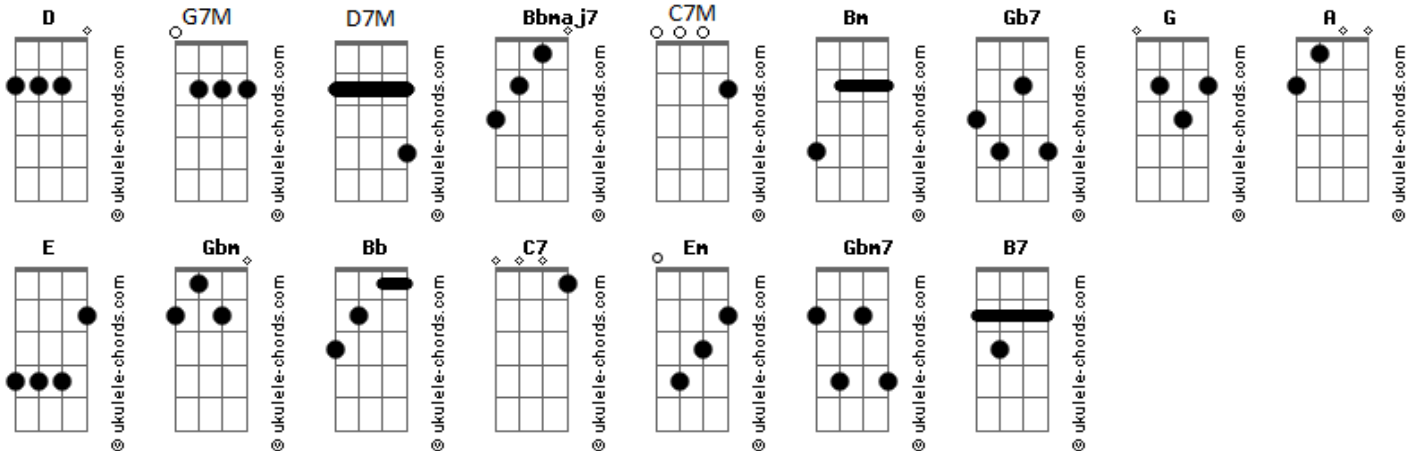 D G7M D7M Bbmaj7 C7M Bm Gb7 G A
© ukulele-chords.com © ukulele-chords.com © ukulele-chords.com © ukulele-chords.com © ukulele-chords.com © ukulele-chords.com © ukulele-chords.com © ukulele-chords.com © ukulele-chords.com
E Gbm Bb C7 Em Gbm7 B7
© ukulele-chords.com © ukulele-chords.com © ukulele-chords.com © ukulele-chords.com © ukulele-chords.com © ukulele-chords.com © ukulele-chords.com